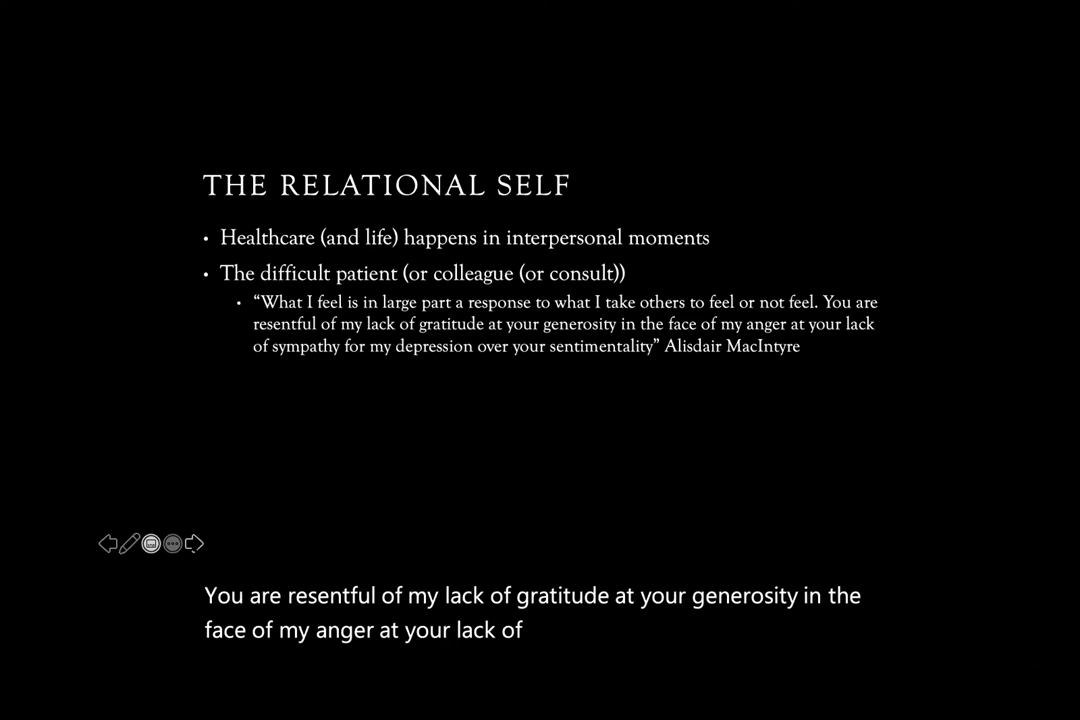 THE RELATIONAL SELF
• Healthcare (and life) happens in interpersonal moments
• The difficult patient (or colleague (or consult))
• “What I feel is in large part a response to what I take others to feel or not feel. You are
resentful of my lack of gratitude at your generosity in the face of my anger at your lack
of sympathy for my depression over your sentimentality” Alisdair MacIntyre
You are resentful of my lack of gratitude at your generosity in the
face of my anger at your lack of